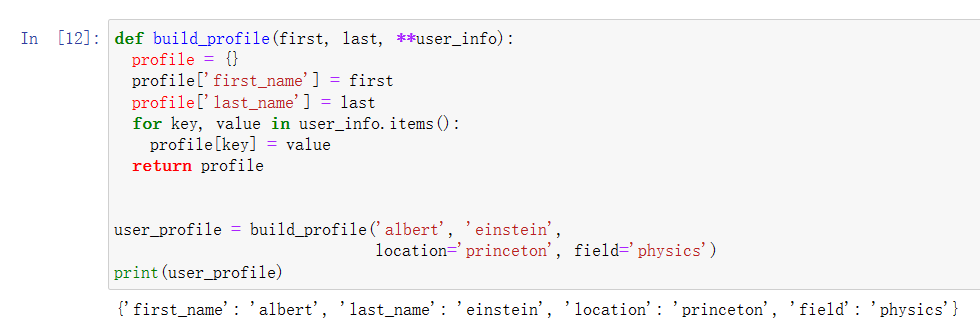 In [12]: def build_profile(first, last, **user_info):
  profile = {}
  profile['first_name'] = first
  profile['last_name'] = last
  for key, value in user_info.items():
    profile[key] = value
  return profile
user_profile = build_profile('albert', 'einstein',
                             location='princeton', field='physics')
print(user_profile)
{'first_name': 'albert', 'last_name': 'einstein', 'location': 'princeton', 'field': 'physics'}